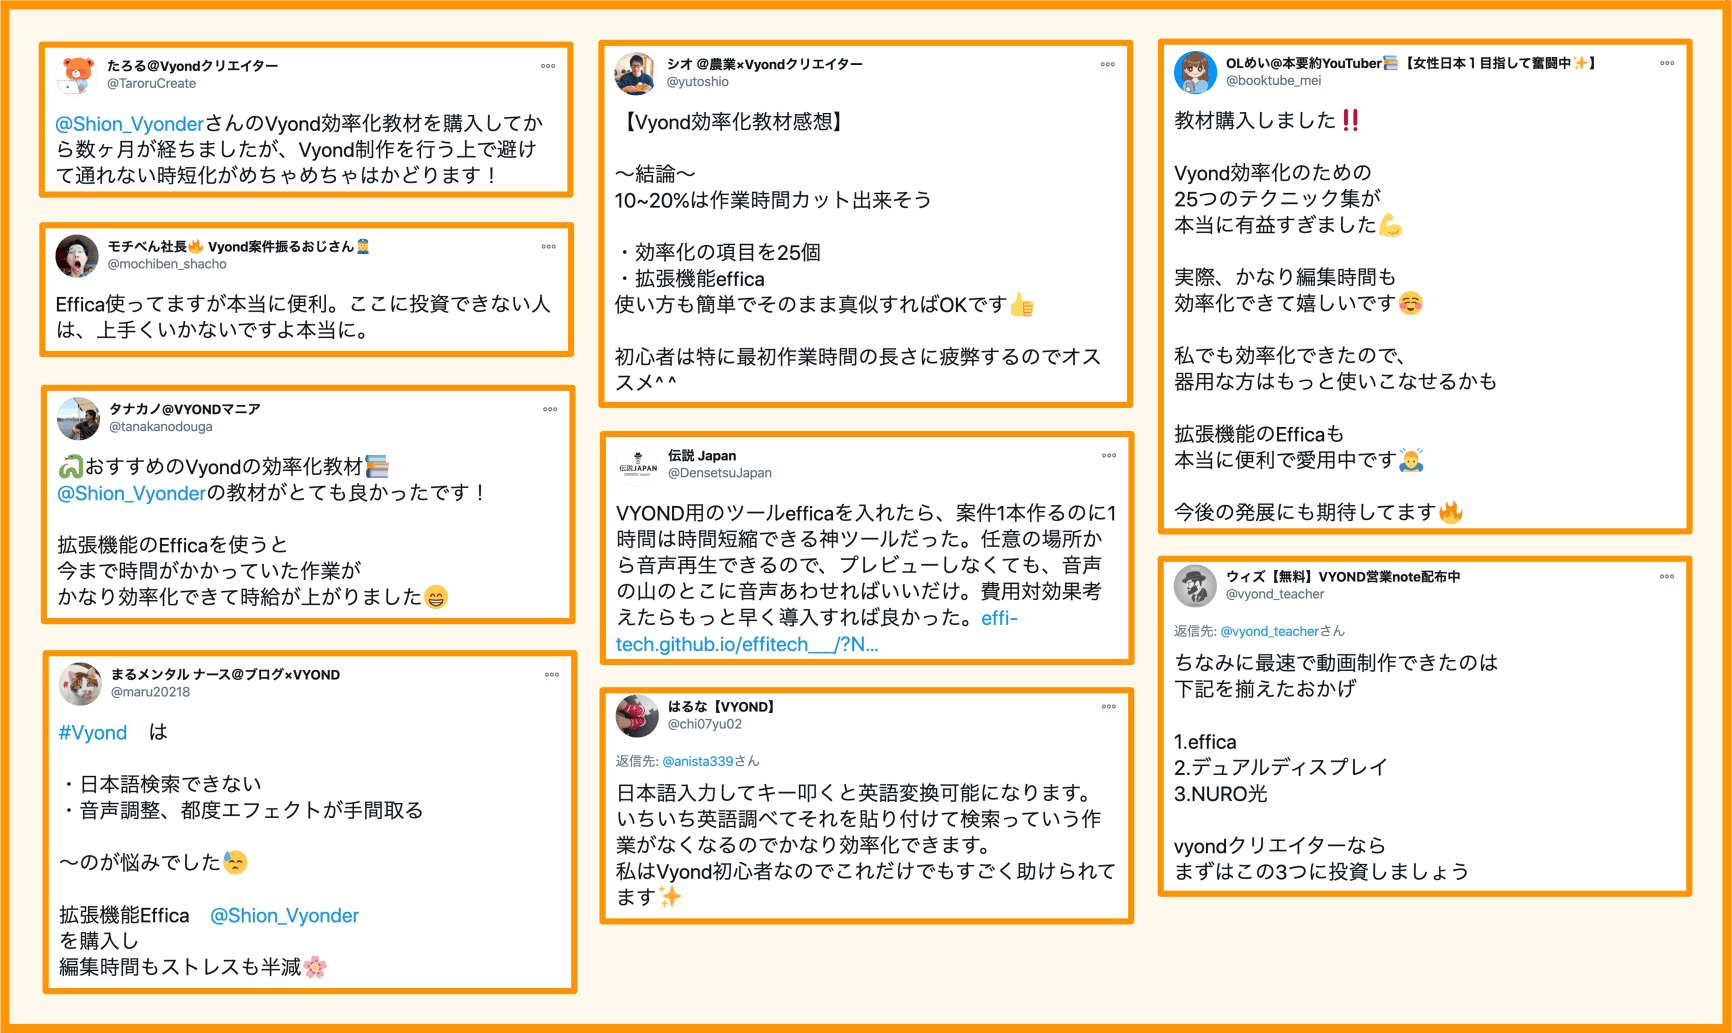 たろる@Vyondクリエイター
@TaroruCreate
@Shion_VyonderさんのVyond効率化教材を購入してか
ら数ヶ月が経ちましたが、Vyond制作を行う上で避け
て通れない時短化がめちゃめちゃはかどります！
モチベん社長🔥 Vyond案件振るおじさん👮
@mochiben_shacho
Effica使ってますが本当に便利。ここに投資できない人
は、上手くいかないですよ本当に。
タナカノ@VYONDマニア
@tanakanodouga
🐍おすすめのVyondの効率化教材📚
@Shion_Vyonderの教材がとても良かったです！
拡張機能のEfficaを使うと
今まで時間がかかっていた作業が
かなり効率化できて時給が上がりました😄
まるメンタル ナース@ブログ×VYOND
@maru20218
#Vyond　は
・日本語検索できない
・音声調整、都度エフェクトが手間取る
〜のが悩みでした😓
拡張機能Effica　@Shion_Vyonder
を購入し
編集時間もストレスも半減🌸
シオ @農業×Vyondクリエイター
@yutoshio
【Vyond効率化教材感想】
〜結論〜
10~20%は作業時間カット出来そう
・効率化の項目を25個
・拡張機能effica
使い方も簡単でそのまま真似すればOKです👍
初心者は特に最初作業時間の長さに疲弊するのでオス
スメ^ ^
伝説JAPAN
伝説 Japan
@DensetsuJapan
VYOND用のツールefficaを入れたら、案件1本作るのに1
時間は時間短縮できる神ツールだった。任意の場所か
ら音声再生できるので、プレビューしなくても、音声
の山のとこに音声あわせればいいだけ。費用対効果考
えたらもっと早く導入すれば良かった。effi-
tech.github.io/effitech__/?N...
はるな【VYOND】
@chi07yu02
返信先: @anista339さん
日本語入力してキー叩くと英語変換可能になります。
いちいち英語調べてそれを貼り付けて検索っていう作
業がなくなるのでかなり効率化できます。
私はVyond初心者なのでこれだけでもすごく助けられて
ます✨
OLめい@本要約YouTuber📚【女性日本１目指して奮闘中✨】
@booktube_mei
教材購入しました‼️
Vyond効率化のための
25つのテクニック集が
本当に有益すぎました💪
実際、かなり編集時間も
効率化できて嬉しいです☺️
私でも効率化できたので、
器用な方はもっと使いこなせるかも
拡張機能のEfficaも
本当に便利で愛用中です🙇‍♂️
今後の発展にも期待してます🔥
ウィズ【無料】VYOND営業note配布中
@vyond_teacher
返信先: @vyond_teacherさん
ちなみに最速で動画制作できたのは
下記を揃えたおかげ
1.effica
2.デュアルディスプレイ
3.NURO光
vyondクリエイターなら
まずはこの3つに投資しましょう